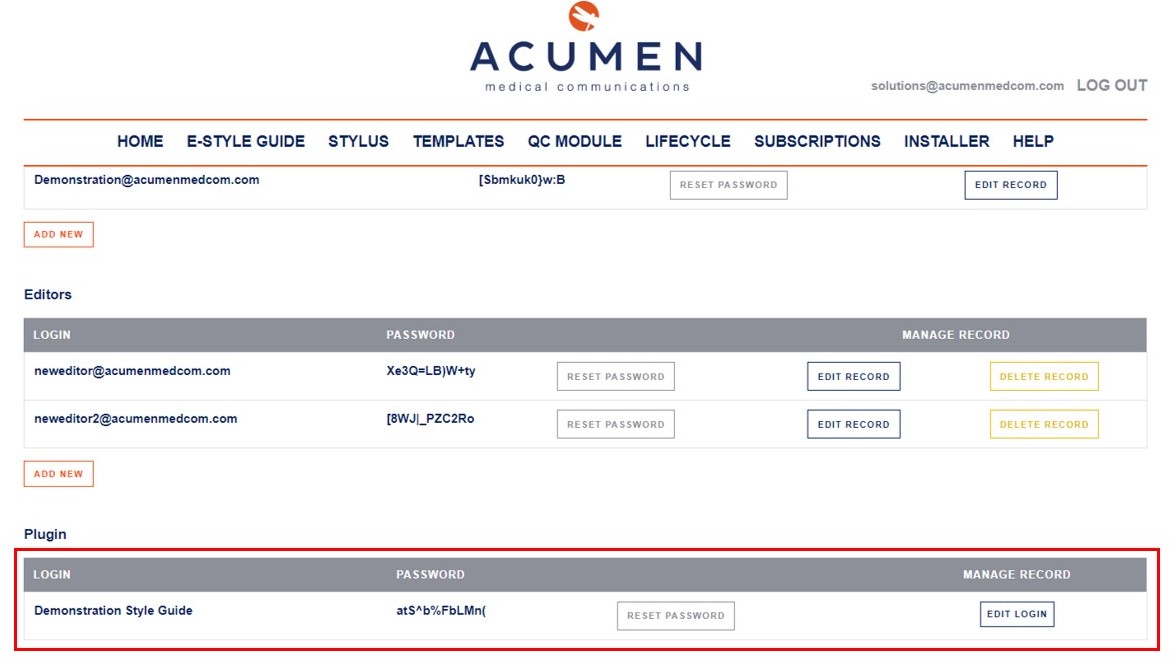 ACUMEN
medical communications
solutions@acumenmedcom.com LOG OUT
HOME E-STYLE GUIDE STYLUS TEMPLATES QC MODULE LIFECYCLE SUBSCRIPTIONS INSTALLER HELP
Demonstration@acumenmedcom.com [Sbmkuk0}w:B RESET PASSWORD EDIT RECORD
ADD NEW
Editors
LOGIN PASSWORD MANAGE RECORD
neweditor@acumenmedcom.com Xe3Q=LB)W+ty RESET PASSWORD EDIT RECORD DELETE RECORD
neweditor2@acumenmedcom.com [8WJ|_PZC2Ro RESET PASSWORD EDIT RECORD DELETE RECORD
ADD NEW
Plugin
LOGIN PASSWORD MANAGE RECORD
Demonstration Style Guide atS^b%FbLMn( RESET PASSWORD EDIT LOGIN